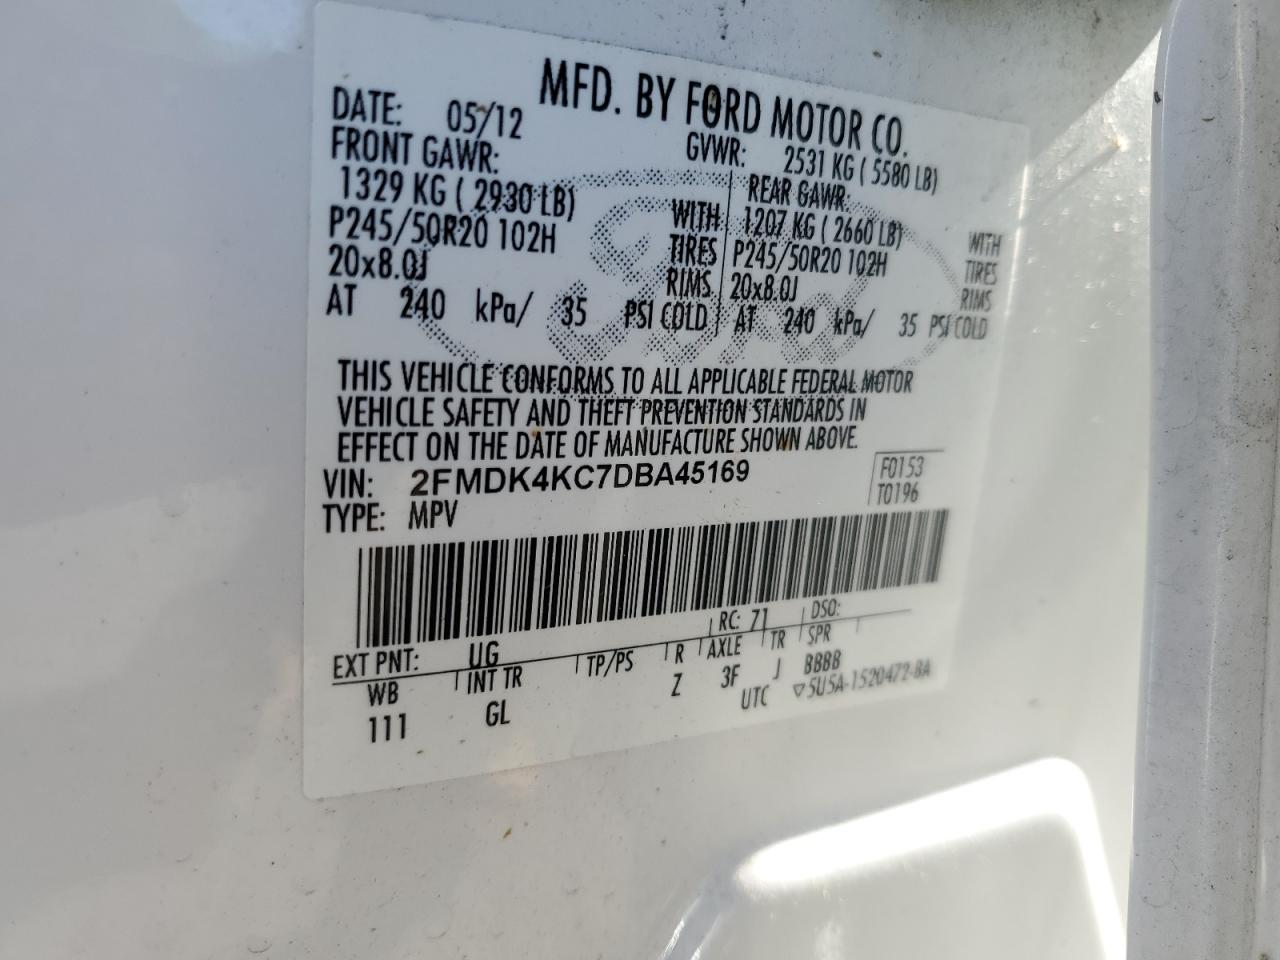 MFD. BY FORD MOTOR CO.
DATE: 05/12 GVWR: 2531 KG ( 5580 LB)
FRONT GAWR: REAR GAWR:
1329 KG ( 2930 LB) WITH 1207 KG ( 2660 LB) WITH
P245/50R20 102H TIRES P245/50R20 102H TIRES
20x8.0J RIMS 20x8.0J RIMS
AT 240 kPa/ 35 PSI COLD AT 240 kPa/ 35 PSI COLD
Ford
THIS VEHICLE CONFORMS TO ALL APPLICABLE FEDERAL MOTOR
VEHICLE SAFETY AND THEFT PREVENTION STANDARDS IN
EFFECT ON THE DATE OF MANUFACTURE SHOWN ABOVE.
VIN: 2FMDK4KC7DBA45169 F0153
TYPE: MPV T0196
EXT PNT: UG RC: 71 DSO:
WB INT TR TP/PS R AXLE TR SPR
111 GL Z 3F J BBBB
UTC ▽5U5A-1520472-BA